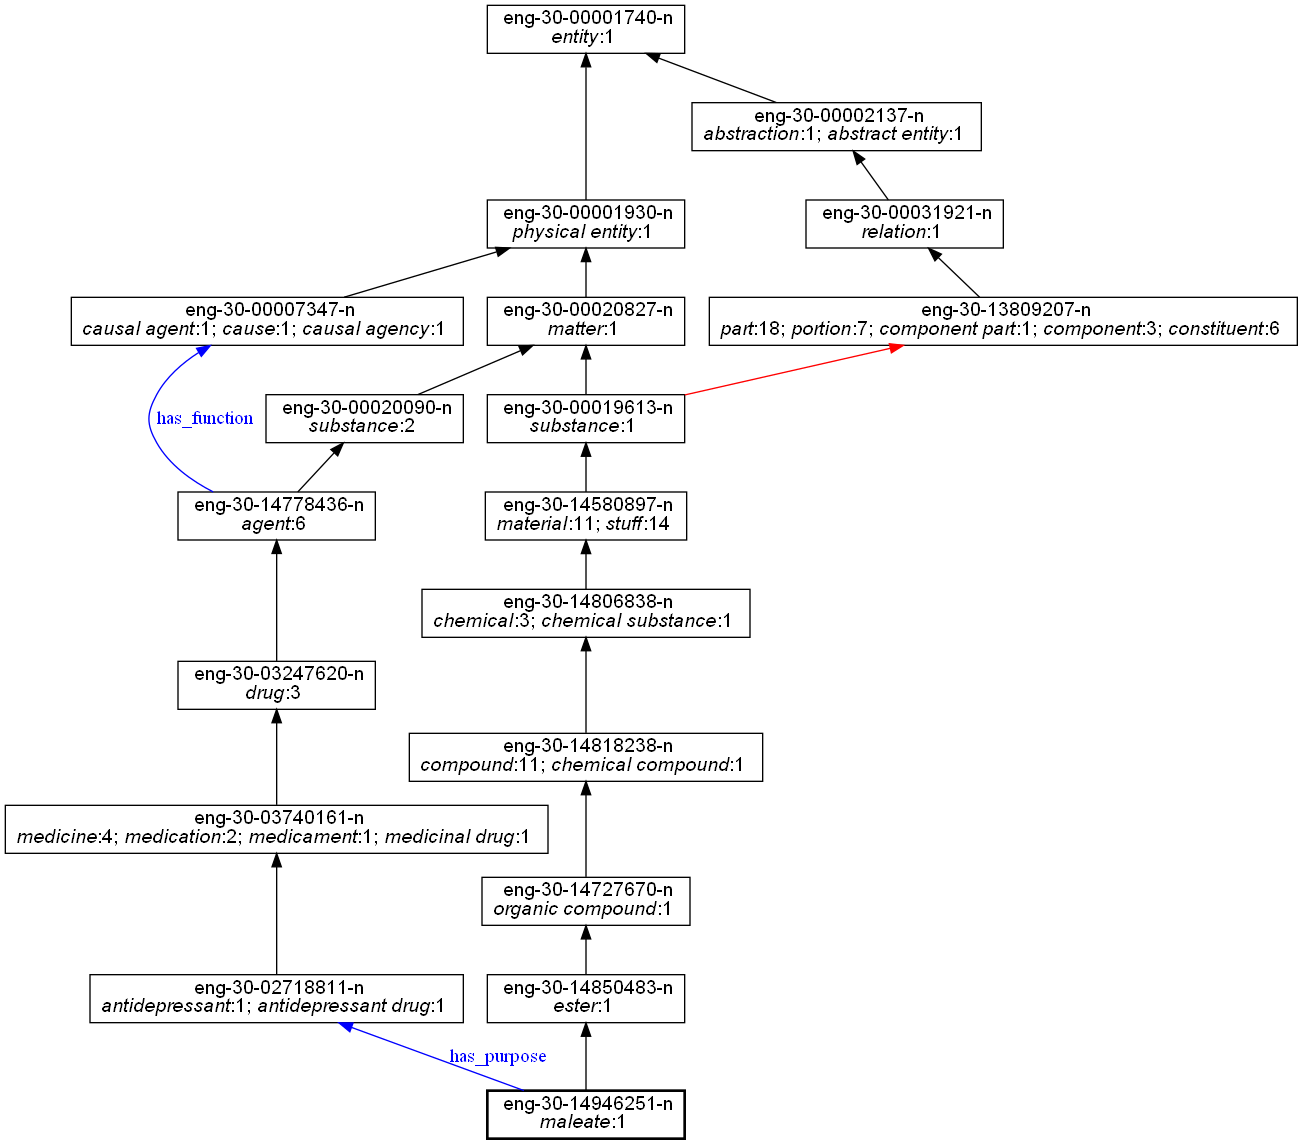 eng-30-00001740-n
entity:1
eng-30-00002137-n
abstraction:1; abstract entity:1
eng-30-00001930-n
physical entity:1
eng-30-00031921-n
relation:1
eng-30-00007347-n
causal agent:1; cause:1; causal agency:1
eng-30-00020827-n
matter:1
eng-30-13809207-n
part:18; portion:7; component part:1; component:3; constituent:6
has_function
eng-30-00020090-n
substance:2
eng-30-00019613-n
substance:1
eng-30-14778436-n
agent:6
eng-30-14580897-n
material:11; stuff:14
eng-30-14806838-n
chemical:3; chemical substance:1
eng-30-03247620-n
drug:3
eng-30-14818238-n
compound:11; chemical compound:1
eng-30-03740161-n
medicine:4; medication:2; medicament:1; medicinal drug:1
eng-30-14727670-n
organic compound:1
eng-30-02718811-n
antidepressant:1; antidepressant drug:1
eng-30-14850483-n
ester:1
has_purpose
eng-30-14946251-n
maleate:1